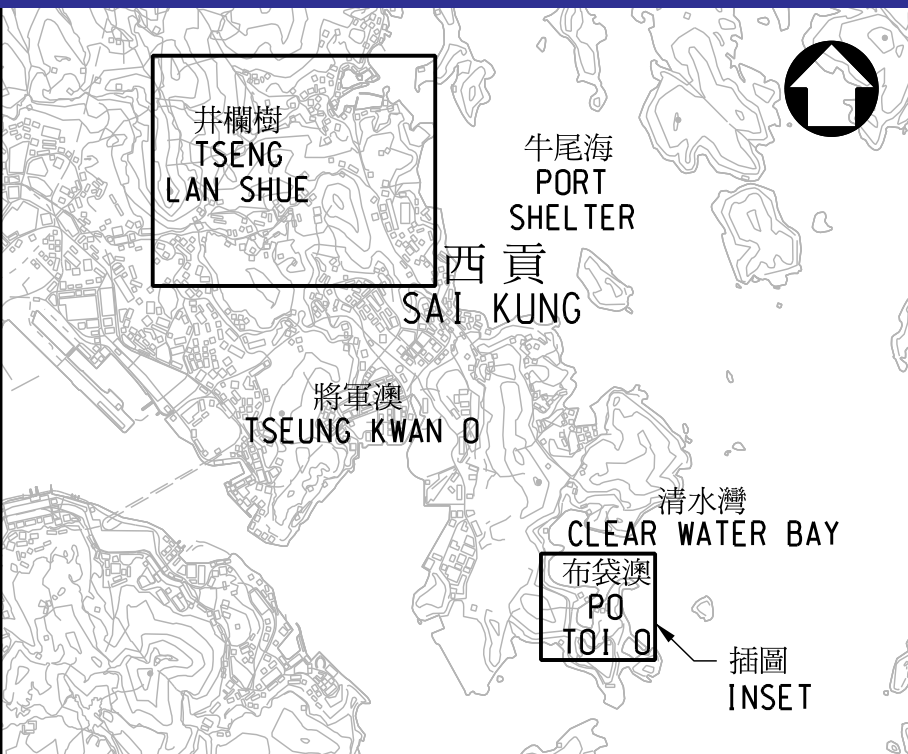 井欄樹
TSENG
LAN SHUE
牛尾海
PORT
SHELTER
西貢
SAI KUNG
將軍澳
TSEUNG KWAN O
清水灣
CLEAR WATER BAY
布袋澳
PO
TOI O
插圖
INSET